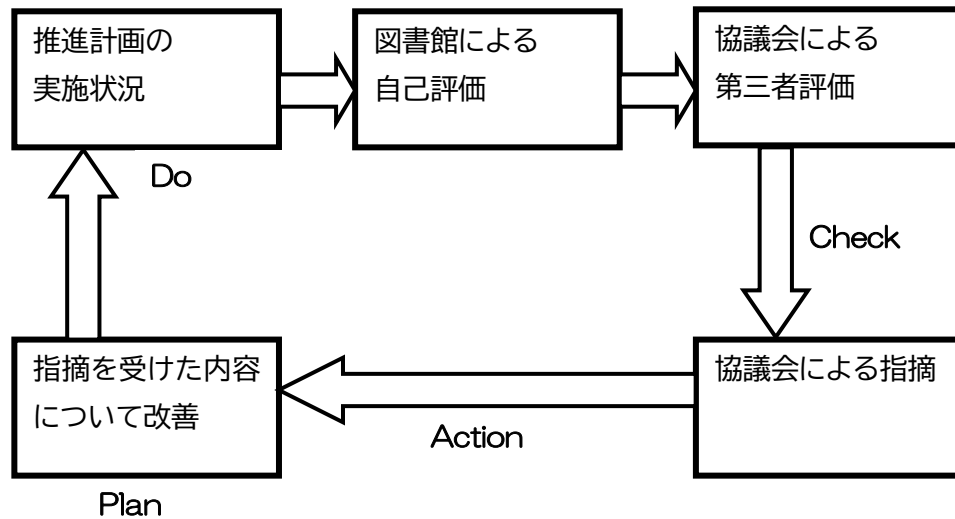 推進計画の
実施状況
図書館による
自己評価
協議会による
第三者評価
Do
Check
指摘を受けた内容
について改善
協議会による指摘
Action
Plan